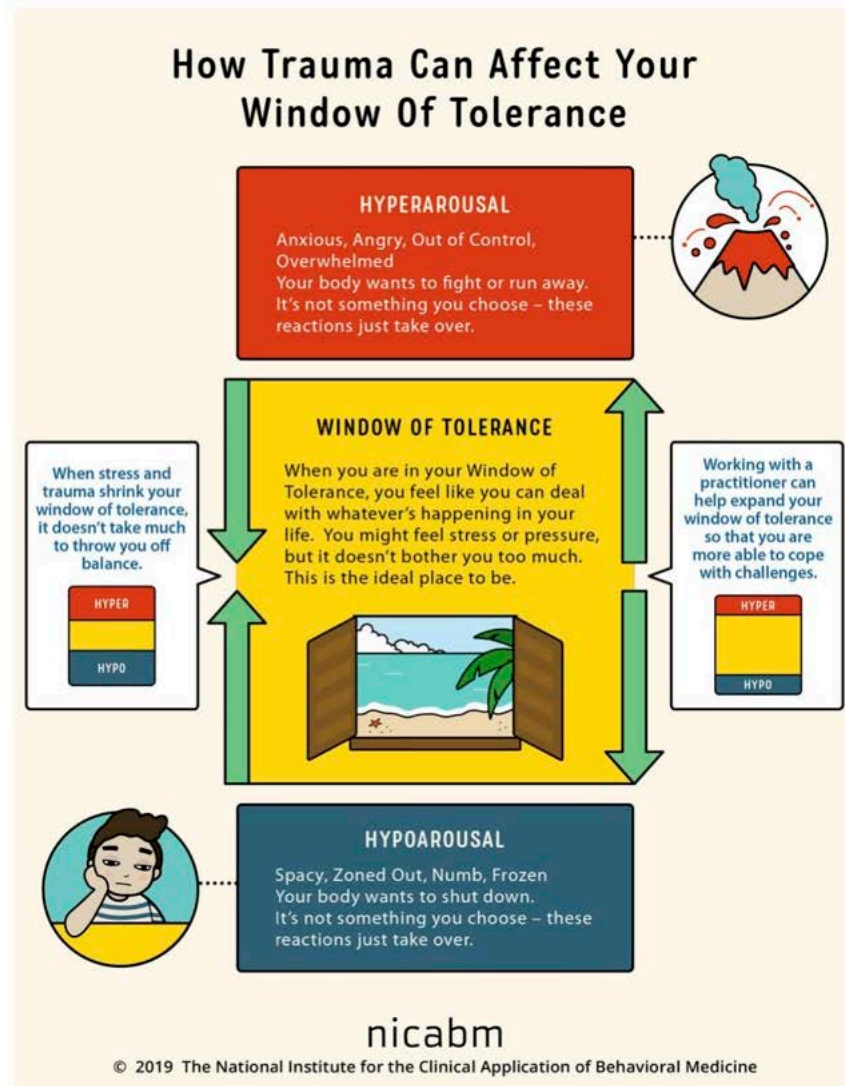 How Trauma Can Affect Your
Window Of Tolerance
HYPERAROUSAL
Anxious, Angry, Out of Control,
Overwhelmed
Your body wants to fight or run away.
It’s not something you choose – these
reactions just take over.
WINDOW OF TOLERANCE
When you are in your Window of
Tolerance, you feel like you can deal
with whatever’s happening in your
life. You might feel stress or pressure,
but it doesn’t bother you too much.
This is the ideal place to be.
When stress and
trauma shrink your
window of tolerance,
it doesn’t take much
to throw you off
balance.
HYPER
HYPO
Working with a
practitioner can
help expand your
window of tolerance
so that you are
more able to cope
with challenges.
HYPER
HYPO
HYPOAROUSAL
Spacy, Zoned Out, Numb, Frozen
Your body wants to shut down.
It’s not something you choose – these
reactions just take over.
nicabm
© 2019 The National Institute for the Clinical Application of Behavioral Medicine